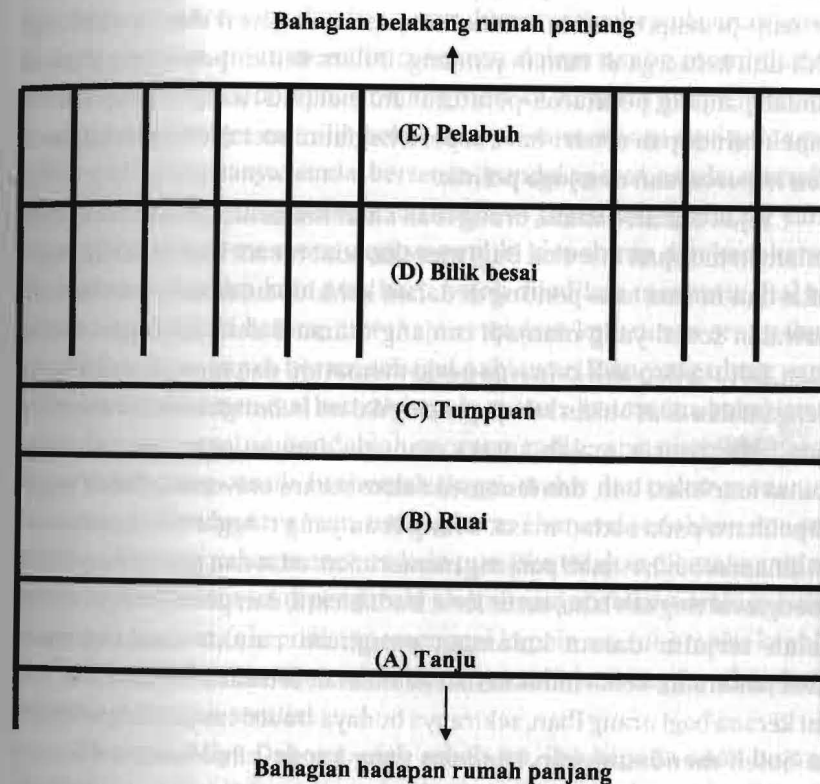 Bahagian belakang rumah panjang
(E) Pelabuh
(D) Bilik besai
(C) Tumpuan
(B) Ruai
(A) Tanju
Bahagian hadapan rumah panjang